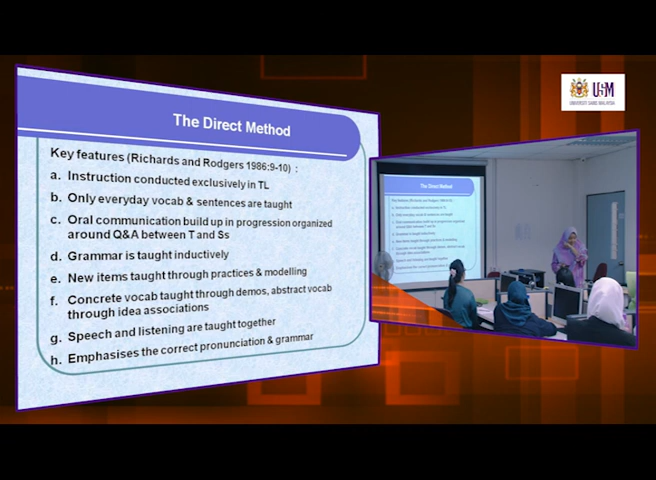 The Direct Method
Key features (Richards and Rodgers 1986:9-10) :
a. Instruction conducted exclusively in TL
b. Only everyday vocab & sentences are taught
c. Oral communication build up in progression organized
around Q&A between T and Ss
d. Grammar is taught inductively
e. New items taught through practices & modelling
f. Concrete vocab taught through demos, abstract vocab
through idea associations
g. Speech and listening are taught together
h. Emphasises the correct pronunciation & grammar
USM
UNIVERSITI SAINS MALAYSIA
The Direct Method